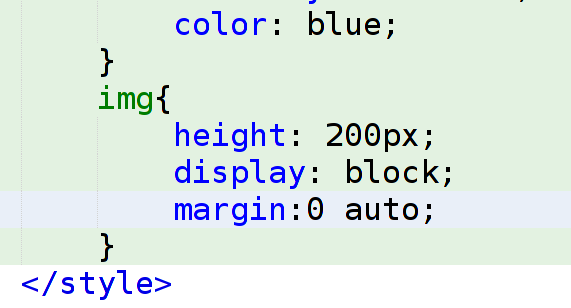 color: blue;
}
img{
height: 200px;
display: block;
margin:0 auto;
}
</style>